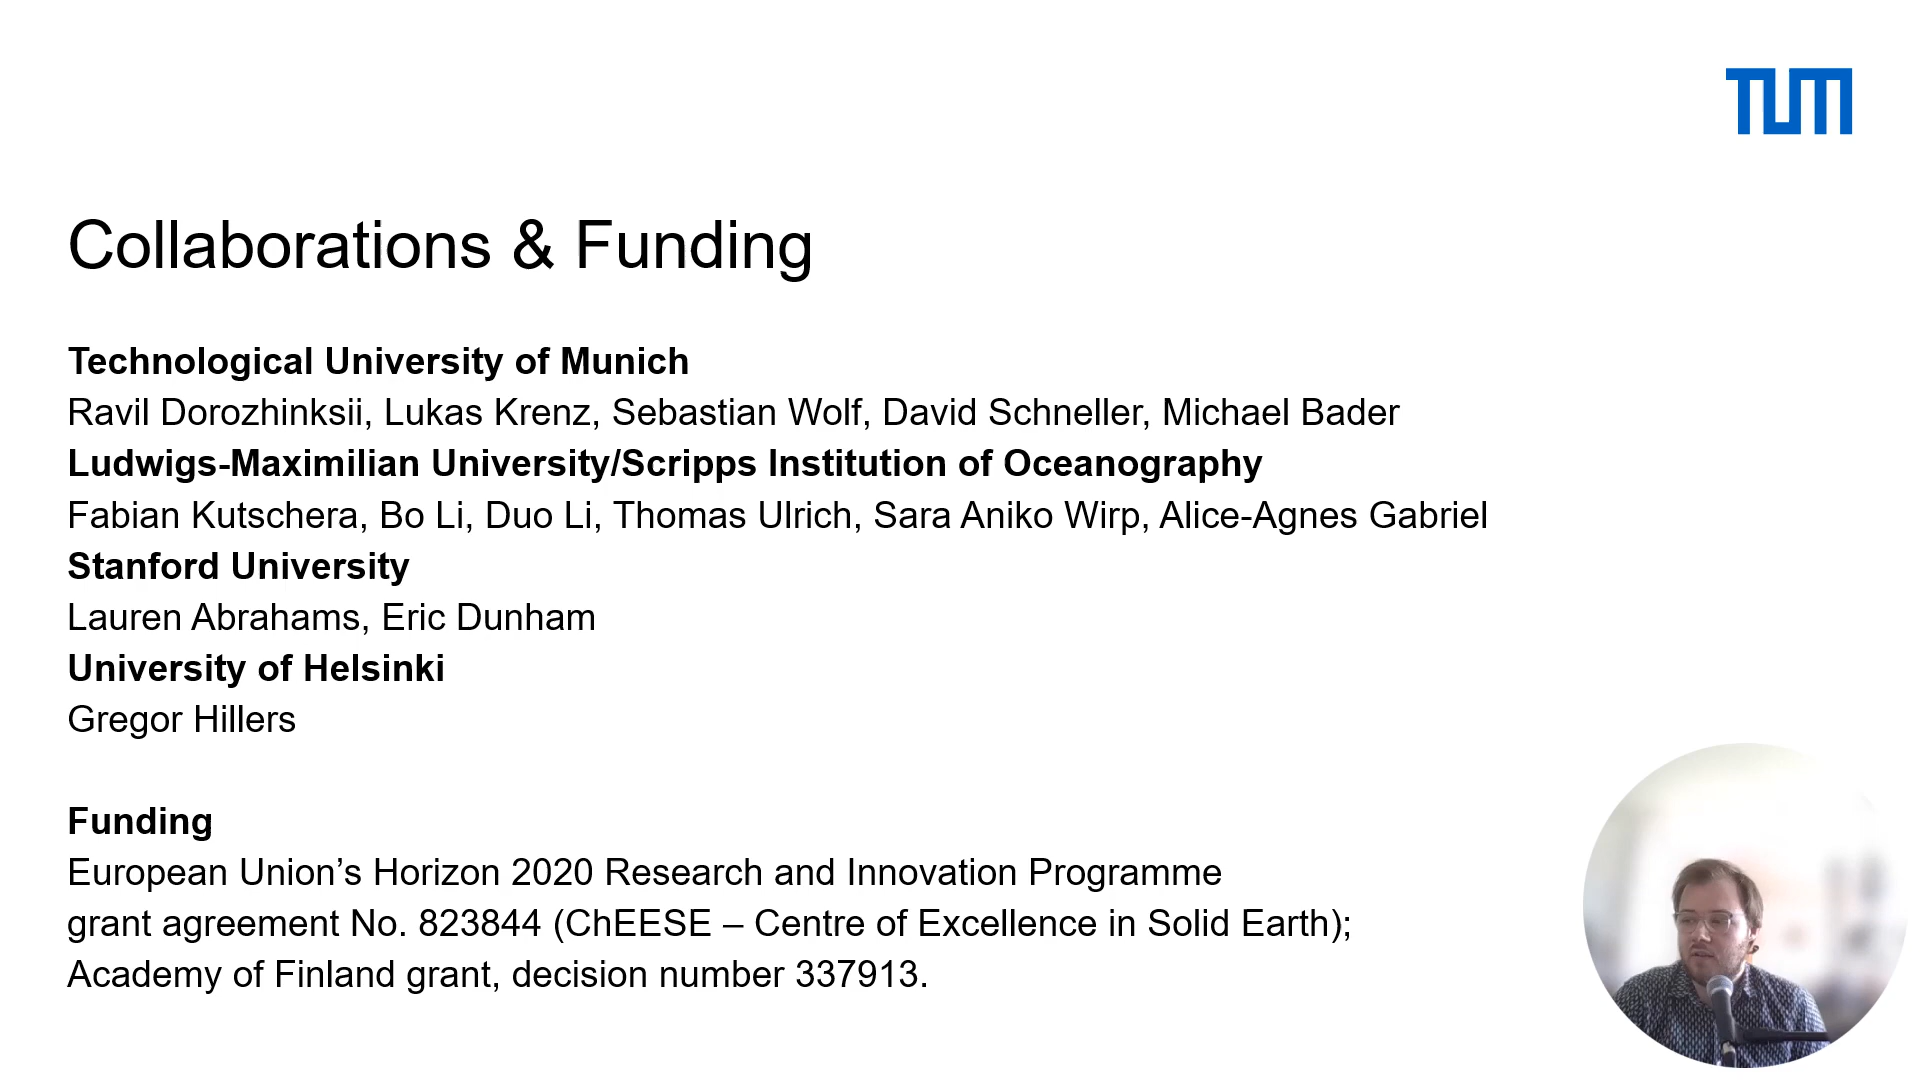 TUM
Collaborations & Funding
Technological University of Munich
Ravil Dorozhinksii, Lukas Krenz, Sebastian Wolf, David Schneller, Michael Bader
Ludwigs-Maximilian University/Scripps Institution of Oceanography
Fabian Kutschera, Bo Li, Duo Li, Thomas Ulrich, Sara Aniko Wirp, Alice-Agnes Gabriel
Stanford University
Lauren Abrahams, Eric Dunham
University of Helsinki
Gregor Hillers
Funding
European Union’s Horizon 2020 Research and Innovation Programme
grant agreement No. 823844 (ChEESE – Centre of Excellence in Solid Earth);
Academy of Finland grant, decision number 337913.